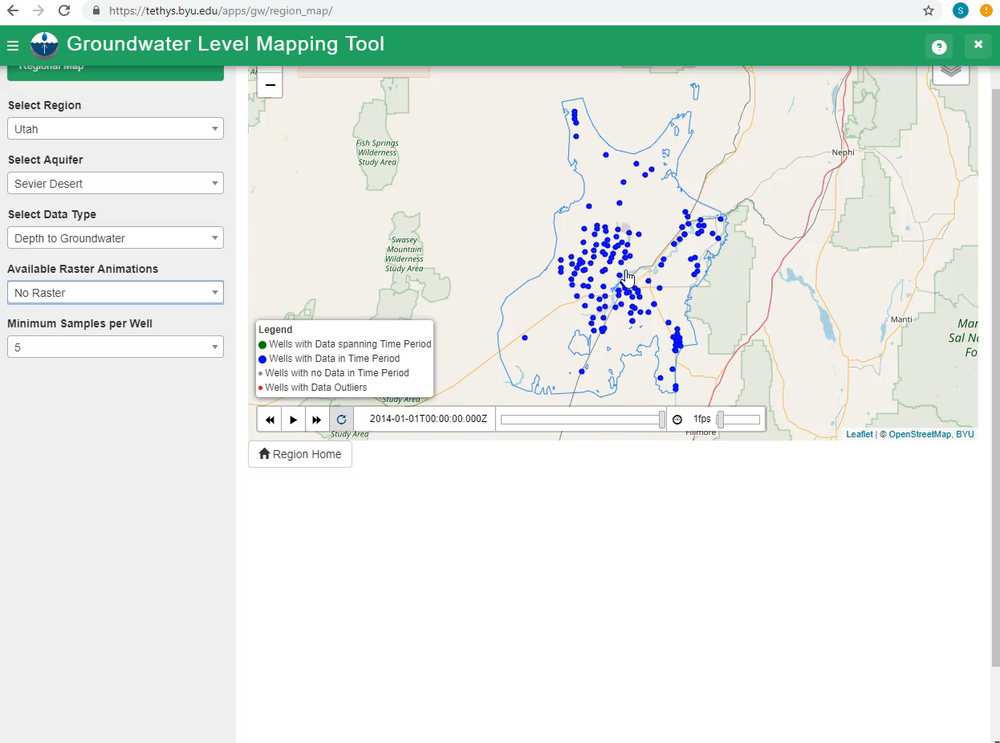 https://tethys.byu.edu/apps/gw/region_map/
S
Groundwater Level Mapping Tool
Regional Map
Select Region
Utah
Select Aquifer
Sevier Desert
Select Data Type
Depth to Groundwater
Available Raster Animations
No Raster
Minimum Samples per Well
5
Fish Springs
Wilderness
Study Area
Nephi
Swasey
Mountain
Wilderness
Study Area
Manti
Legend
Wells with Data spanning Time Period
Wells with Data in Time Period
Wells with no Data in Time Period
Wells with Data Outliers
Study Area
2014-01-01T00:00:00.000Z
1fps
Study Area
Fillmore
Leaflet | © OpenStreetMap, BYU
Region Home